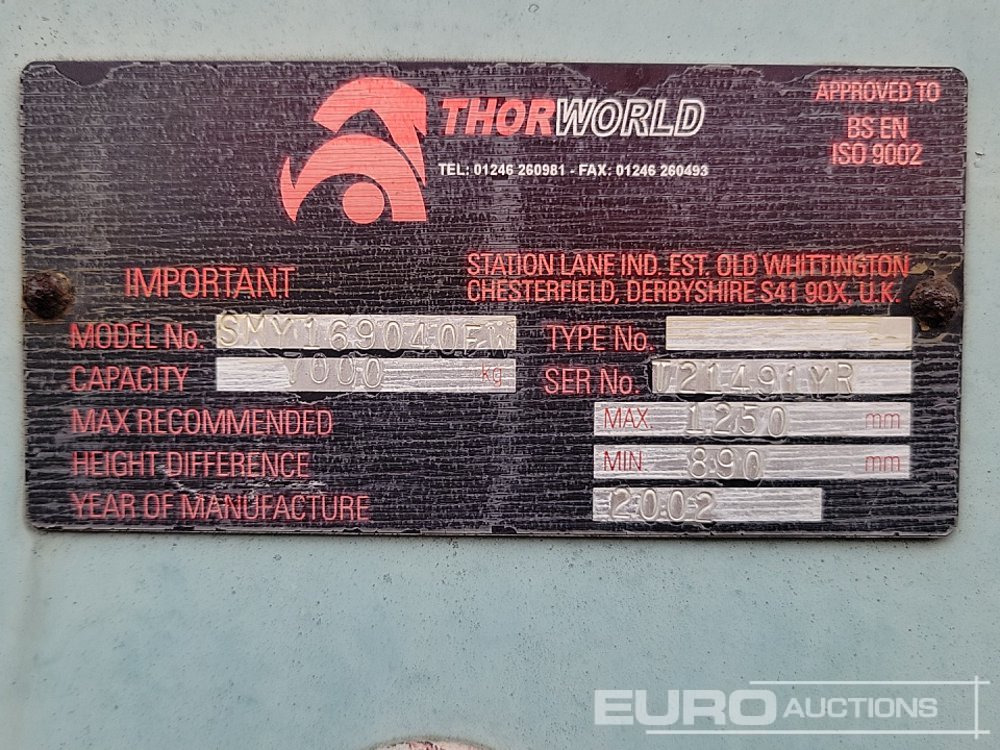 THORWORLD
TEL: 01246 260981 - FAX: 01246 260493
APPROVED TO
BS EN
ISO 9002
IMPORTANT
STATION LANE IND. EST. OLD WHITTINGTON
CHESTERFIELD, DERBYSHIRE S41 9QX, U.K.
MODEL No. SMY169040EW
TYPE No.
CAPACITY 7000 kg
SER No. T21491YR
MAX RECOMMENDED MAX. 1250 mm
HEIGHT DIFFERENCE MIN. 890 mm
YEAR OF MANUFACTURE 2002
EURO AUCTIONS